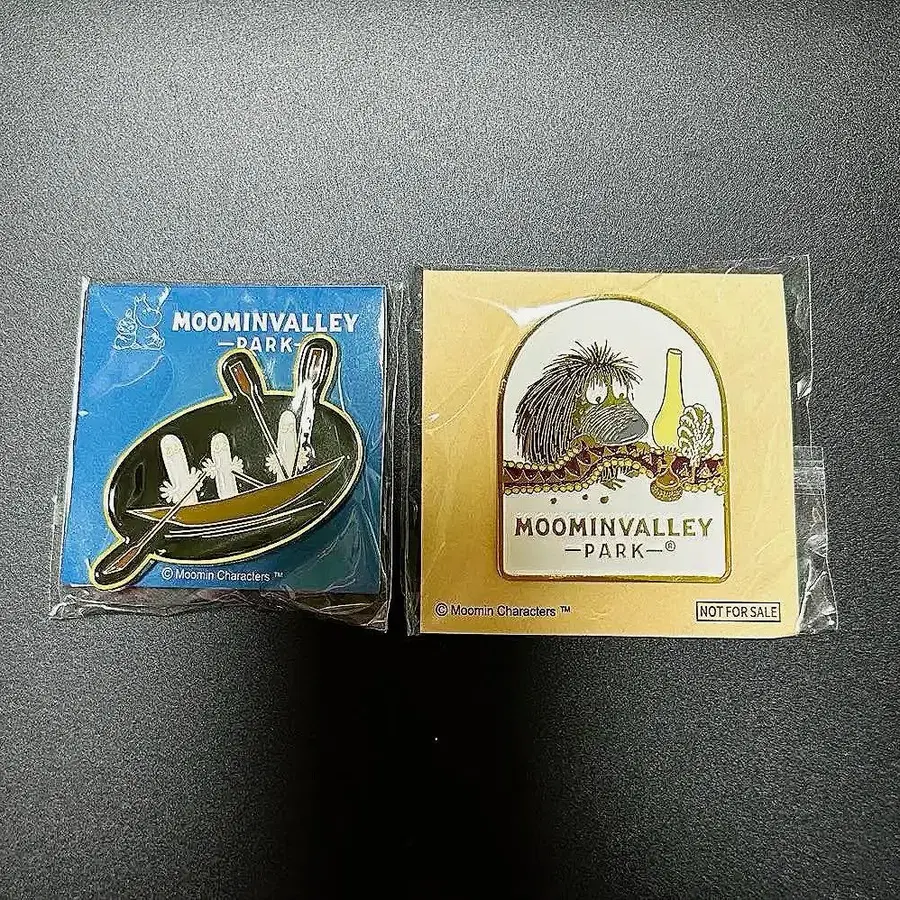 MOOMINVALLEY
—PARK—
© Moomin Characters ™
MOOMINVALLEY
—PARK—®
© Moomin Characters ™
NOT FOR SALE